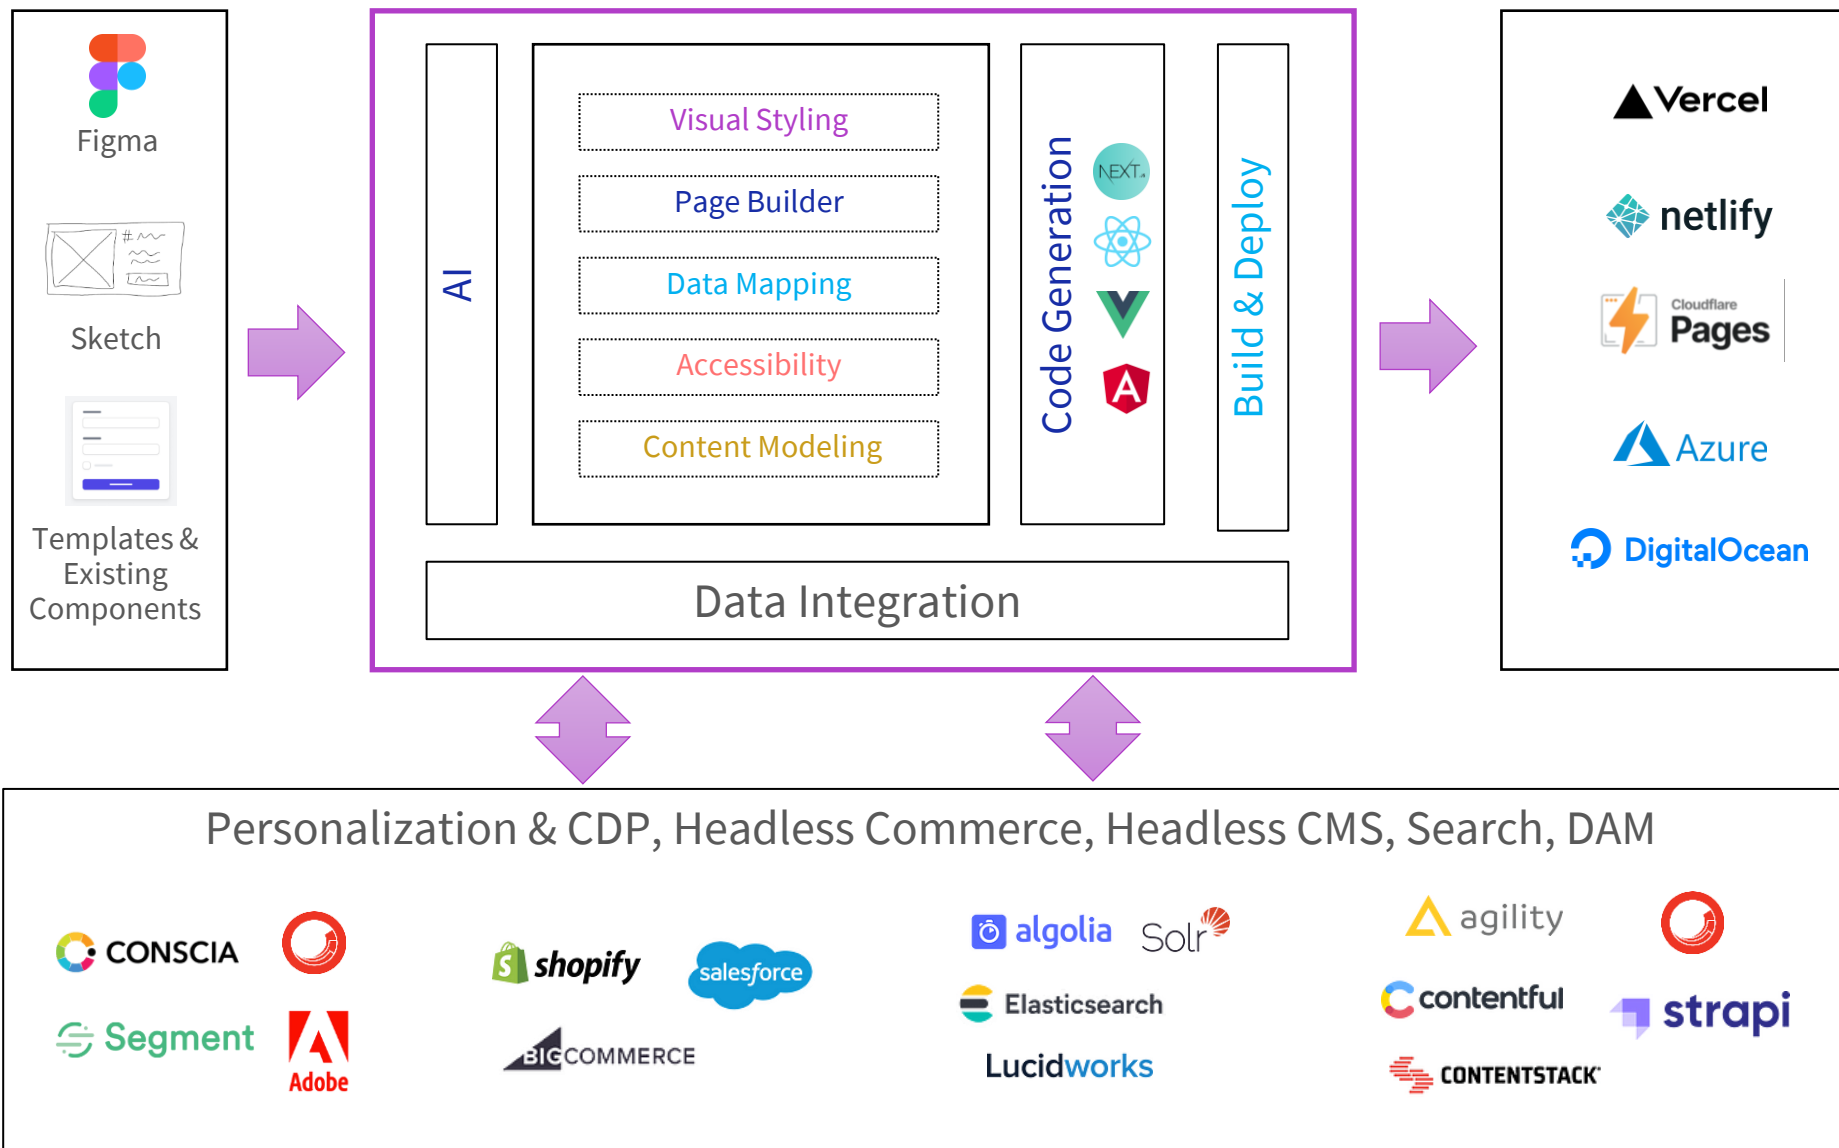 Figma
#
Sketch
Templates &
Existing
Components
AI
Visual Styling
Page Builder
Data Mapping
Accessibility
Content Modeling
Code Generation
NEXT.JS
Build & Deploy
Data Integration
Vercel
netlify
Cloudflare
Pages
Azure
DigitalOcean
Personalization & CDP, Headless Commerce, Headless CMS, Search, DAM
CONSCIA
Segment
Adobe
shopify
salesforce
BIGCOMMERCE
algolia
Solr
Elasticsearch
Lucidworks
agility
contentful
strapi
CONTENTSTACK